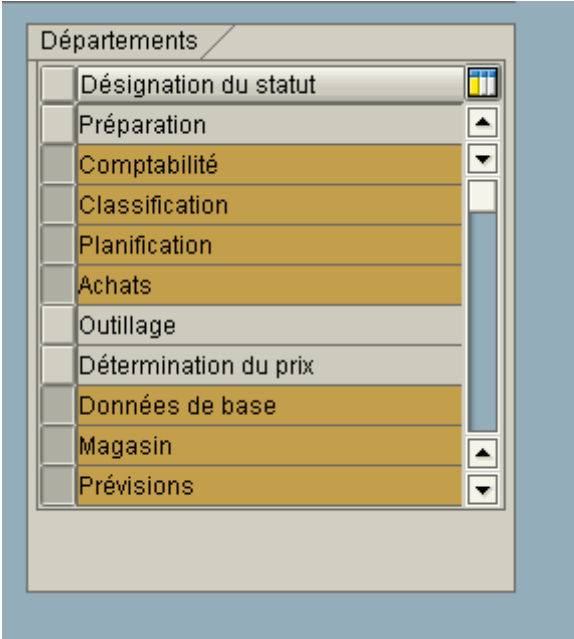 Départements
Désignation du statut
Préparation
Comptabilité
Classification
Planification
Achats
Outillage
Détermination du prix
Données de base
Magasin
Prévisions